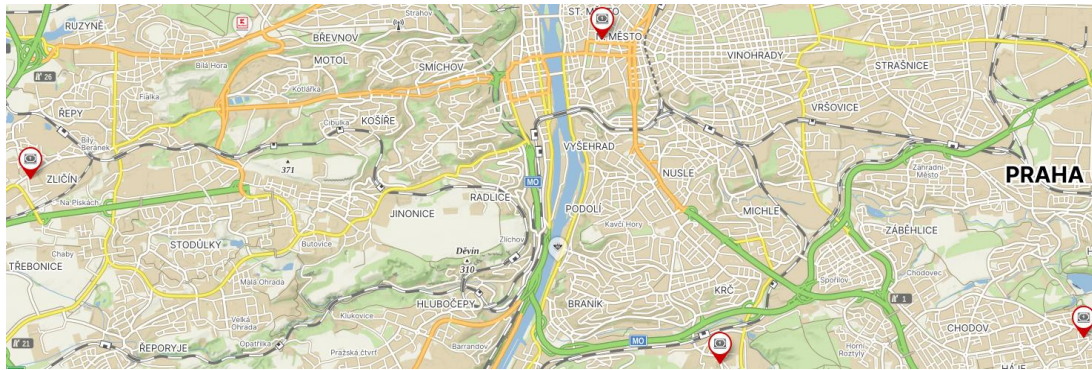 RUZYNĚ
BŘEVNOV
Strahov
ST. MĚSTO
N. MĚSTO
VINOHRADY
STRAŠNICE
Bílá Hora
MOTOL
SMÍCHOV
26
Fialka
Kotlářka
ŘEPY
Cibulka
KOŠÍŘE
VRŠOVICE
Bílý
Beránek
VYŠEHRAD
ZLIČÍN
371
MO
NUSLE
Zahradní
Město
PRAHA
Na Pískách
RADLICE
JINONICE
PODOLÍ
MICHLE
Kavčí Hory
ZÁBĚHLICE
STODŮLKY
Butovice
Děvín
310
Zlíchov
Chaby
TŘEBONICE
Malá Ohrada
Spořilov
Chodovec
KRČ
HLUBOČEPY
BRANÍK
1
Klukovice
Velká
Ohrada
CHODOV
21
ŘEPORYJE
Opatřilka
Pražská čtvrť
Barrandov
MO
Horní
Roztyly
HÁJE